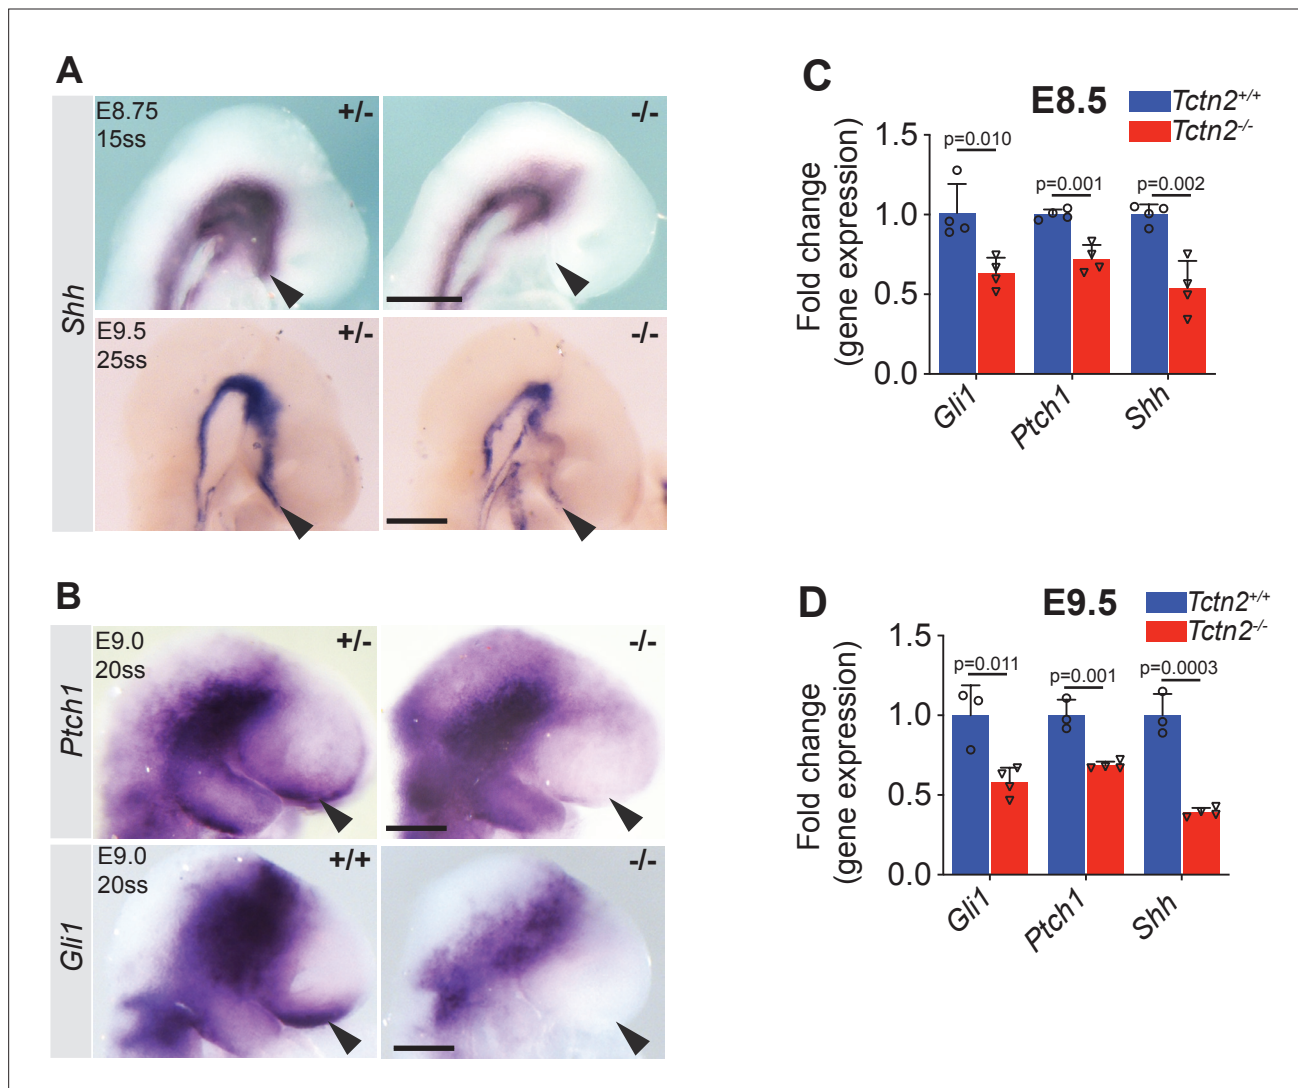 A
Shh
E8.75
15ss
+/-
-/-
E9.5
25ss
+/-
-/-
B
Ptch1
E9.0
20ss
+/-
-/-
Gli1
E9.0
20ss
+/+
-/-
C
E8.5
Tctn2+/+
Tctn2-/-
Fold change
(gene expression)
1.5
1.0
0.5
0.0
p=0.010
p=0.001
p=0.002
Gli1
Ptch1
Shh
D
E9.5
Tctn2+/+
Tctn2-/-
Fold change
(gene expression)
1.5
1.0
0.5
0.0
p=0.011
p=0.001
p=0.0003
Gli1
Ptch1
Shh